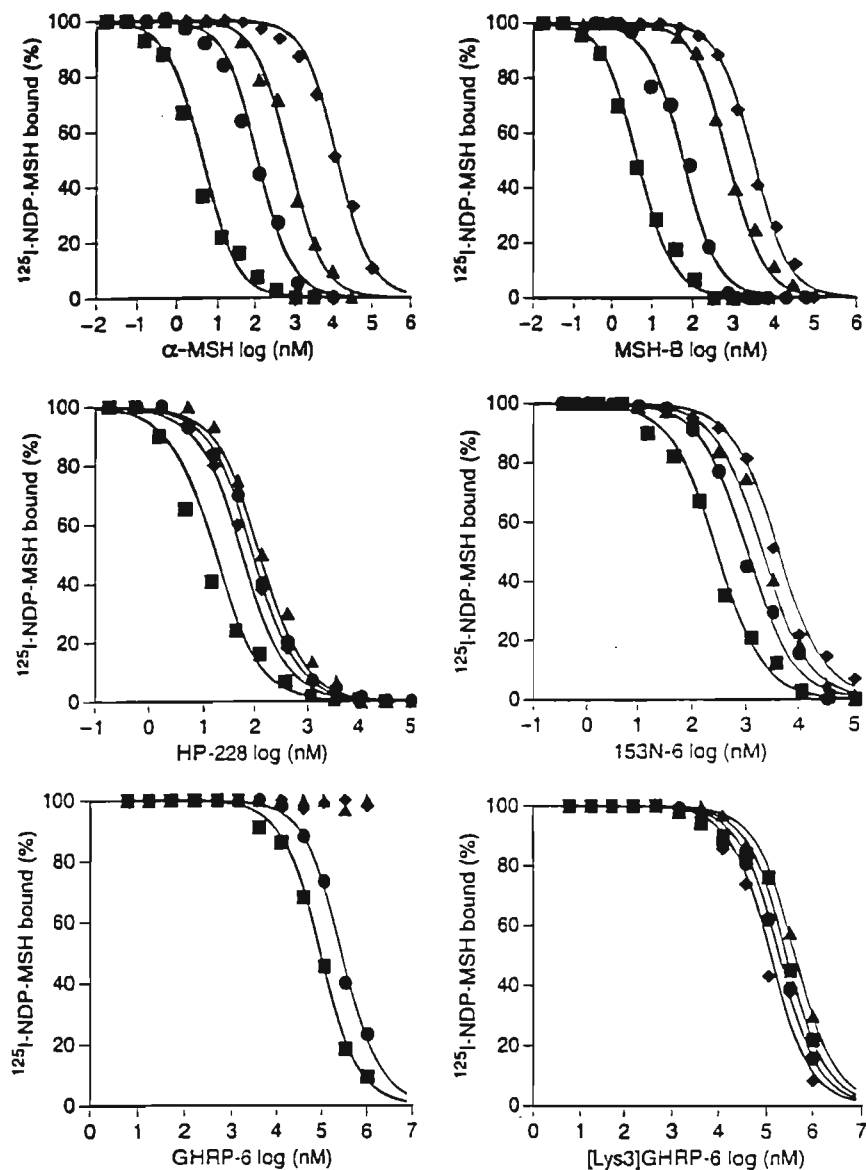 100
80
60
40
20
0
¹²⁵I-NDP-MSH bound (%)
-2 -1 0 1 2 3 4 5 6
α-MSH log (nM)
100
80
60
40
20
0
¹²⁵I-NDP-MSH bound (%)
-2 -1 0 1 2 3 4 5 6
MSH-B log (nM)
100
80
60
40
20
0
¹²⁵I-NDP-MSH bound (%)
-1 0 1 2 3 4 5
HP-228 log (nM)
100
80
60
40
20
0
¹²⁵I-NDP-MSH bound (%)
-1 0 1 2 3 4 5
153N-6 log (nM)
100
80
60
40
20
0
¹²⁵I-NDP-MSH bound (%)
0 1 2 3 4 5 6 7
GHRP-6 log (nM)
100
80
60
40
20
0
¹²⁵I-NDP-MSH bound (%)
0 1 2 3 4 5 6 7
[Lys3]GHRP-6 log (nM)